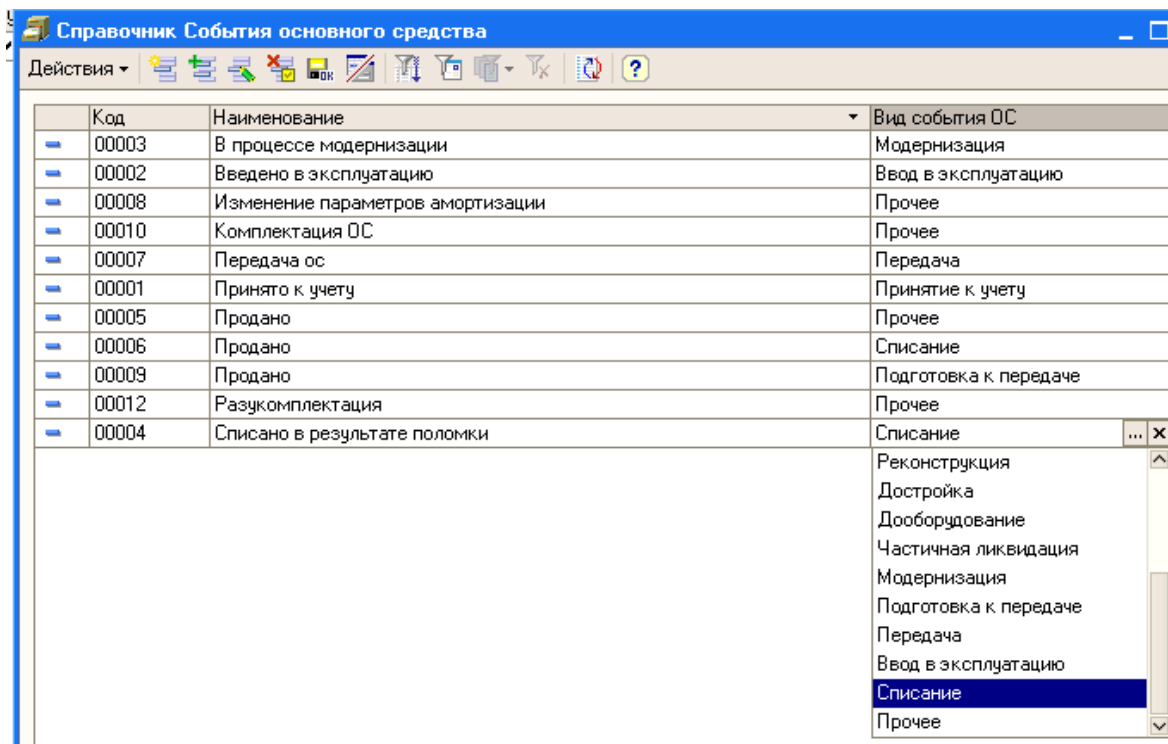 Справочник События основного средства
Действия
Код Наименование Вид события ОС
00003 В процессе модернизации Модернизация
00002 Введено в эксплуатацию Ввод в эксплуатацию
00008 Изменение параметров амортизации Прочее
00010 Комплектация ОС Прочее
00007 Передача ос Передача
00001 Принято к учету Принятие к учету
00005 Продано Прочее
00006 Продано Списание
00009 Продано Подготовка к передаче
00012 Разукомплектация Прочее
00004 Списано в результате поломки Списание ... x
Реконструкция
Достройка
Дооборудование
Частичная ликвидация
Модернизация
Подготовка к передаче
Передача
Ввод в эксплуатацию
Списание
Прочее